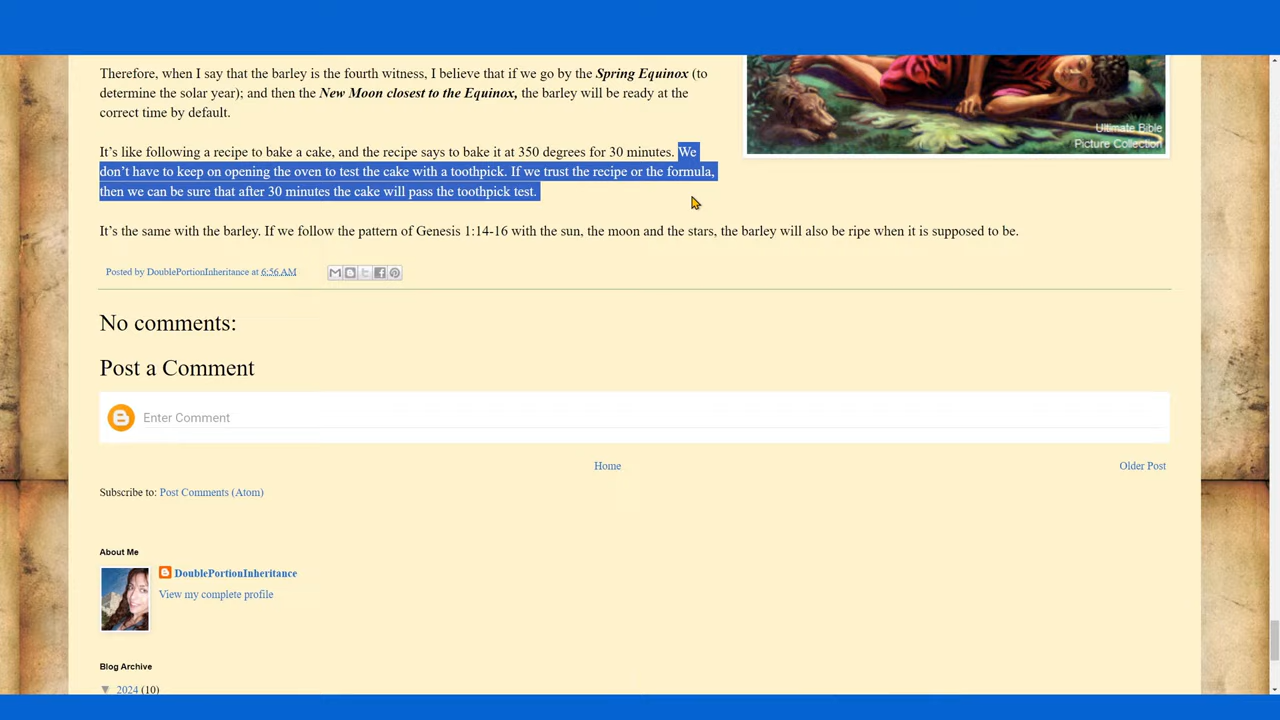 Therefore, when I say that the barley is the fourth witness, I believe that if we go by the Spring Equinox (to
determine the solar year); and then the New Moon closest to the Equinox, the barley will be ready at the
correct time by default.
Ultimate Bible
Picture Collection
It’s like following a recipe to bake a cake, and the recipe says to bake it at 350 degrees for 30 minutes. We
don’t have to keep on opening the oven to test the cake with a toothpick. If we trust the recipe or the formula,
then we can be sure that after 30 minutes the cake will pass the toothpick test.
It’s the same with the barley. If we follow the pattern of Genesis 1:14-16 with the sun, the moon and the stars, the barley will also be ripe when it is supposed to be.
Posted by DoublePortionInheritance at 6:56 AM
No comments:
Post a Comment
Enter Comment
Home Older Post
Subscribe to: Post Comments (Atom)
About Me
DoublePortionInheritance
View my complete profile
Blog Archive
▼ 2024 (10)